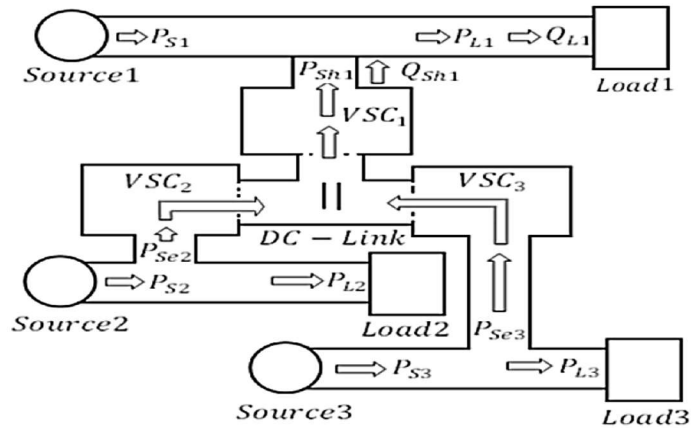 P_S1
P_L1
Q_L1
Source1
P_Sh1
Q_Sh1
Load1
VSC_1
VSC_2
VSC_3
DC-Link
P_Se2
P_S2
P_L2
Source2
Load2
P_Se3
P_S3
P_L3
Source3
Load3